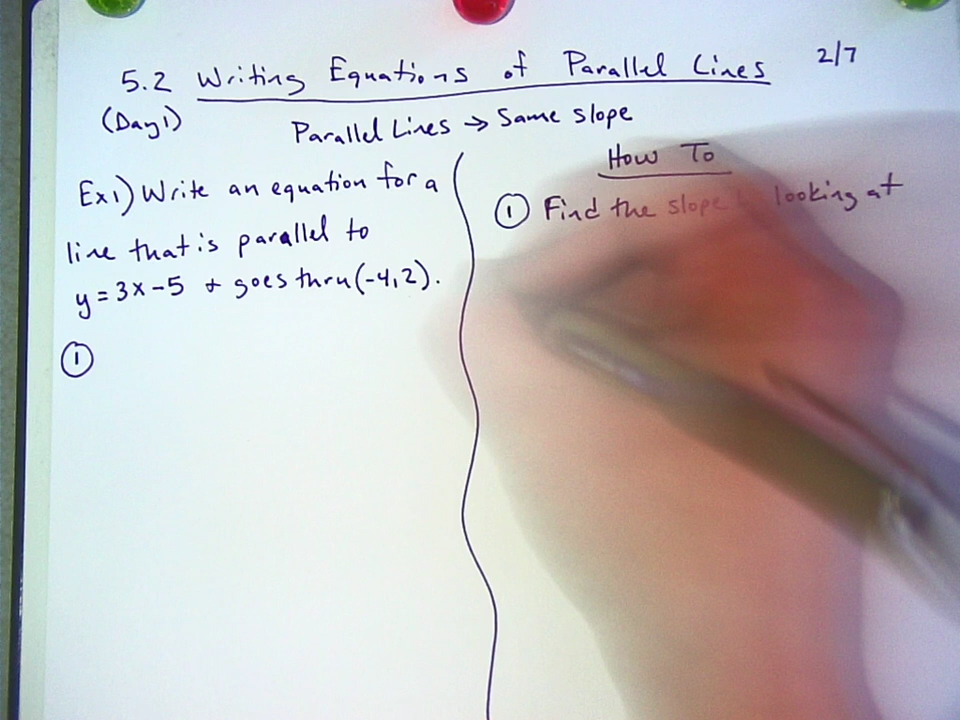 5.2 Writing Equations of Parallel Lines 2/7
(Day 1)
Parallel Lines → Same slope
Ex1) Write an equation for a
line that is parallel to
y = 3x - 5 + goes thru (-4,2).
①
How To
① Find the slope looking at